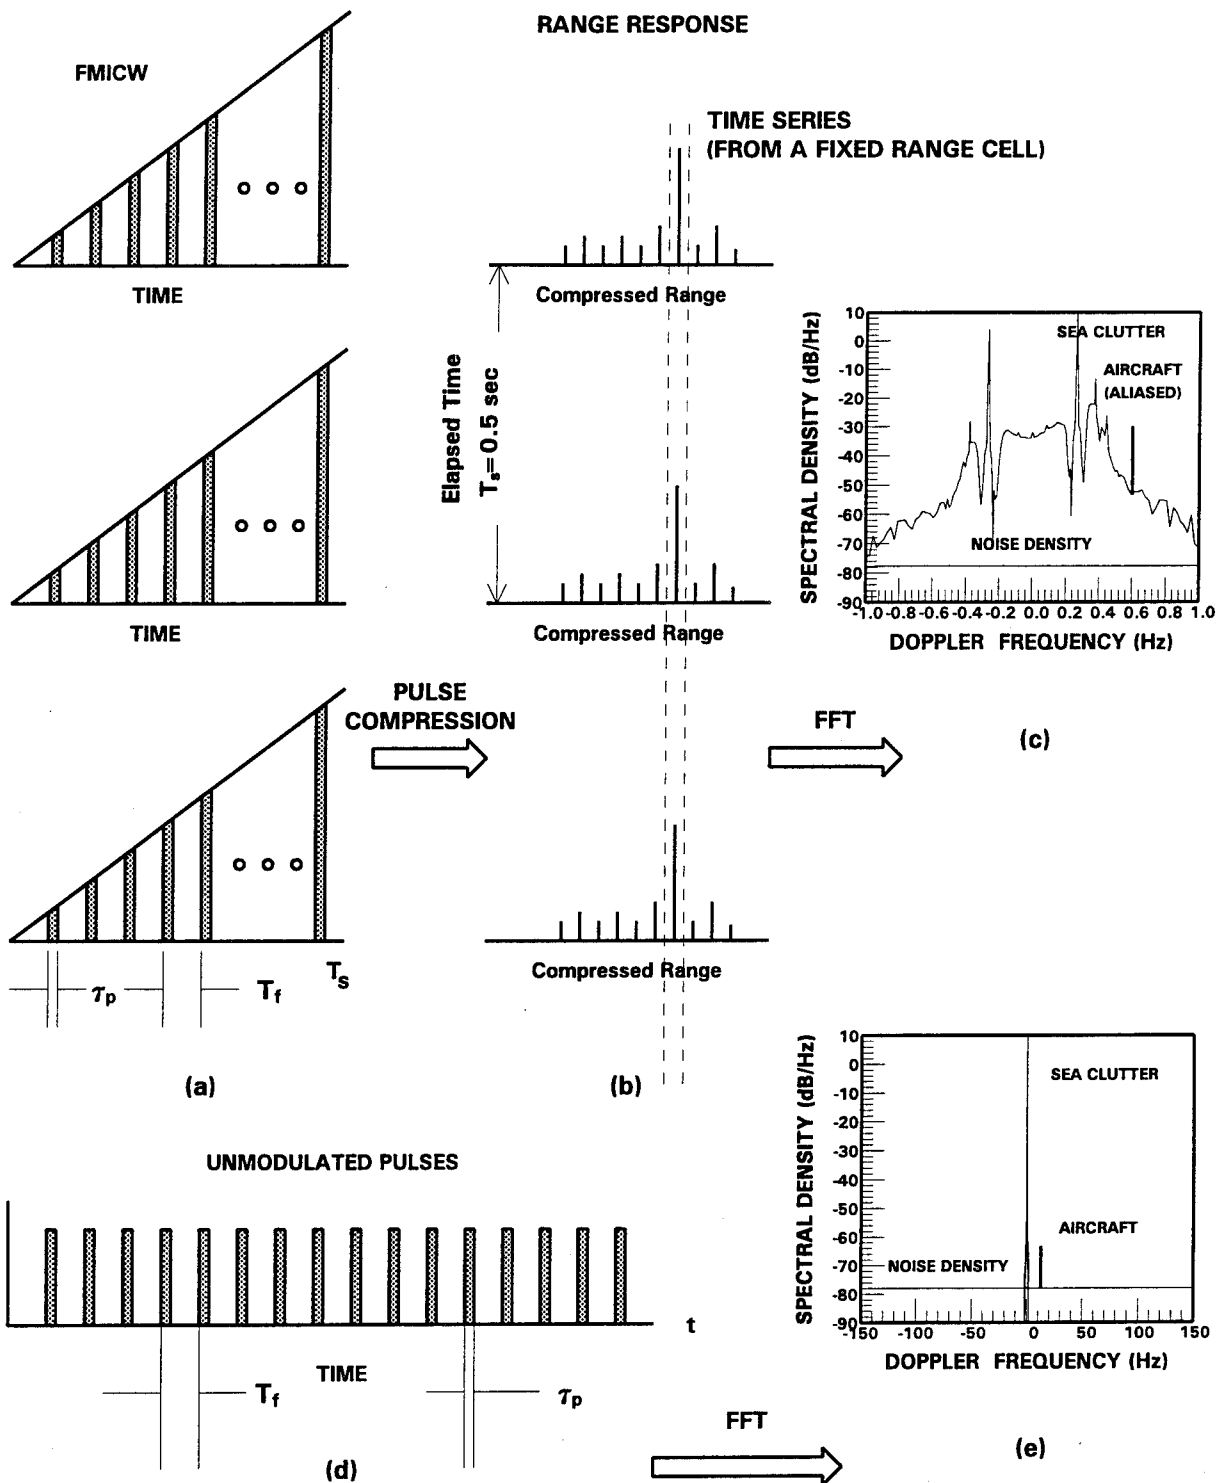 RANGE RESPONSE
FMICW
TIME SERIES
(FROM A FIXED RANGE CELL)
TIME
Compressed Range
Elapsed Time
Tₛ=0.5 sec
TIME
Compressed Range
SPECTRAL DENSITY (dB/Hz)
10
0
-10
-20
-30
-40
-50
-60
-70
-80
-90
SEA CLUTTER
AIRCRAFT
(ALIASED)
NOISE DENSITY
-1.0 -0.8 -0.6 -0.4 -0.2 0.0 0.2 0.4 0.6 0.8 1.0
DOPPLER FREQUENCY (Hz)
PULSE
COMPRESSION
FFT
(c)
τp
Tf
Ts
Compressed Range
(a)
(b)
SPECTRAL DENSITY (dB/Hz)
10
0
-10
-20
-30
-40
-50
-60
-70
-80
-90
SEA CLUTTER
AIRCRAFT
NOISE DENSITY
-150 -100 -50 0 50 100 150
DOPPLER FREQUENCY (Hz)
UNMODULATED PULSES
t
TIME
Tf
τp
FFT
(d)
(e)